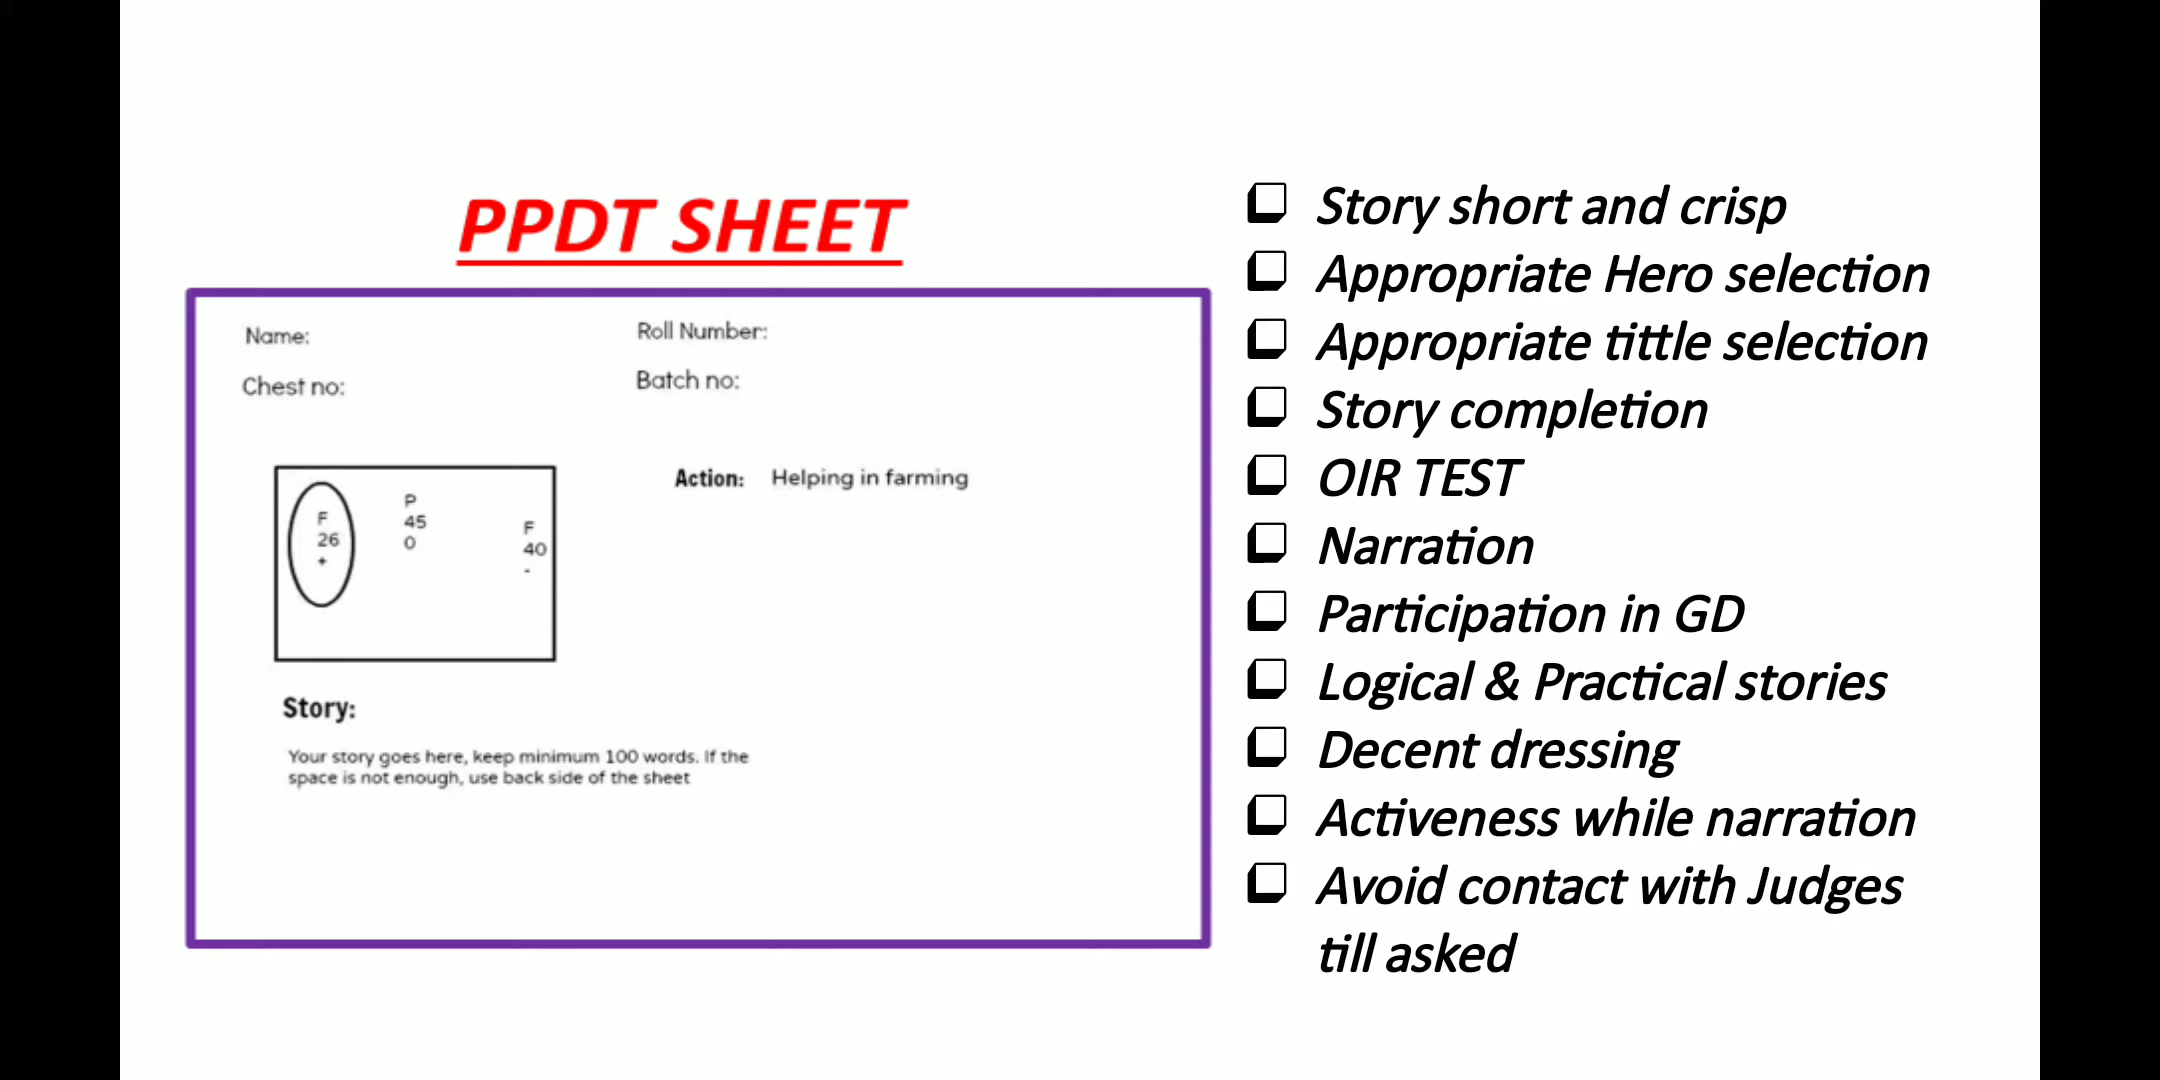 PPDT SHEET
Name:
Roll Number:
Chest no:
Batch no:
F
26
+
P
45
0
F
40
-
Action: Helping in farming
Story:
Your story goes here, keep minimum 100 words. If the
space is not enough, use back side of the sheet
Story short and crisp
Appropriate Hero selection
Appropriate tittle selection
Story completion
OIR TEST
Narration
Participation in GD
Logical & Practical stories
Decent dressing
Activeness while narration
Avoid contact with Judges
till asked